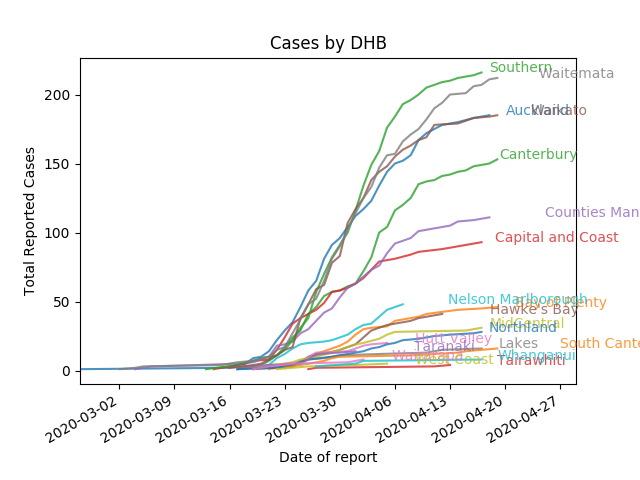 Cases by DHB
Total Reported Cases
200
150
100
50
0
Southern
Waitemata
Auckland
Waikato
Canterbury
Counties Man
Capital and Coast
Nelson Marlborough
Bay of Plenty
Hawke's Bay
MidCentral
Northland
Hutt Valley
Lakes
South Cante
Taranaki
Whanganui
West Coast
Tairawhiti
2020-03-02
2020-03-09
2020-03-16
2020-03-23
2020-03-30
2020-04-06
2020-04-13
2020-04-20
2020-04-27
Date of report